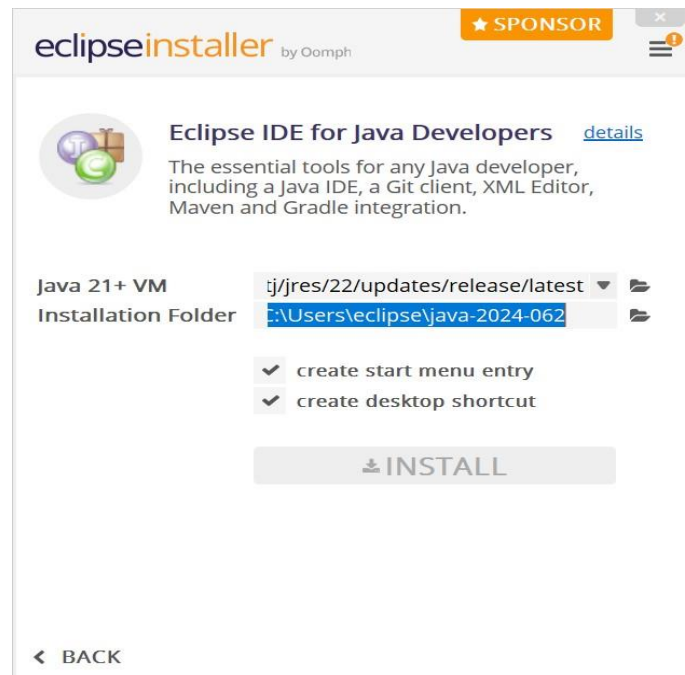 ★ SPONSOR
eclipseinstaller by Oomph
Eclipse IDE for Java Developers details
The essential tools for any Java developer,
including a Java IDE, a Git client, XML Editor,
Maven and Gradle integration.
Java 21+ VM tj/jres/22/updates/release/latest
Installation Folder C:\Users\eclipse\java-2024-062
create start menu entry
create desktop shortcut
INSTALL
BACK